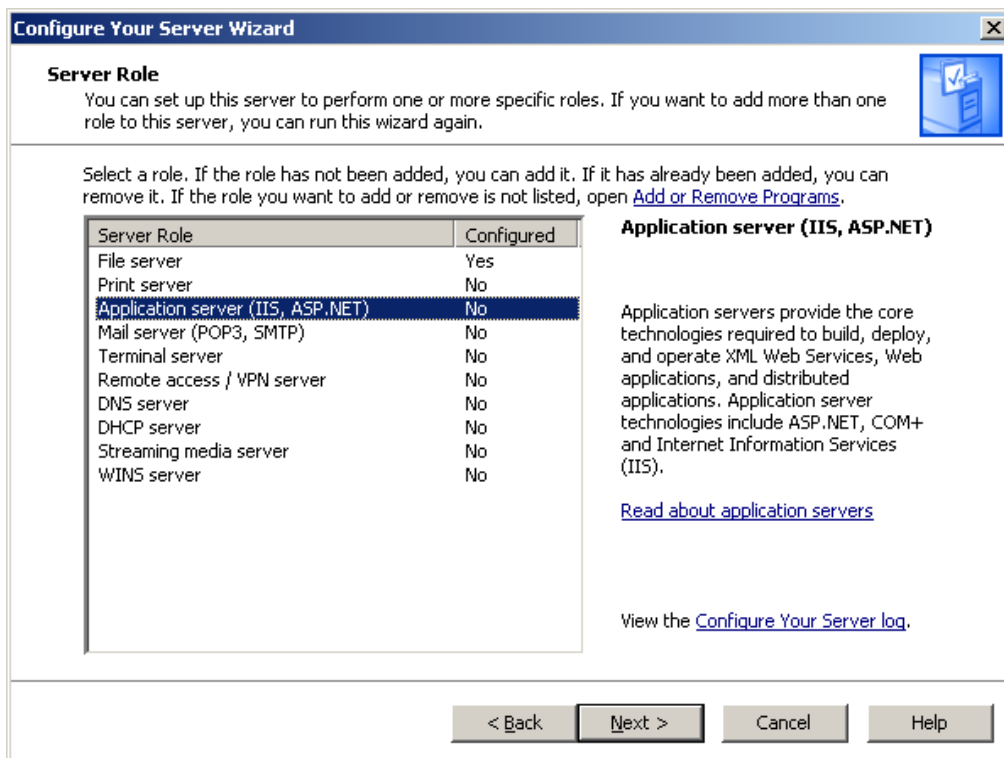 Configure Your Server Wizard
Server Role
You can set up this server to perform one or more specific roles. If you want to add more than one
role to this server, you can run this wizard again.
Select a role. If the role has not been added, you can add it. If it has already been added, you can
remove it. If the role you want to add or remove is not listed, open Add or Remove Programs.
Server Role Configured
File server Yes
Print server No
Application server (IIS, ASP.NET) No
Mail server (POP3, SMTP) No
Terminal server No
Remote access / VPN server No
DNS server No
DHCP server No
Streaming media server No
WINS server No
Application server (IIS, ASP.NET)
Application servers provide the core
technologies required to build, deploy,
and operate XML Web Services, Web
applications, and distributed
applications. Application server
technologies include ASP.NET, COM+
and Internet Information Services
(IIS).
Read about application servers
View the Configure Your Server log.
< Back Next > Cancel Help